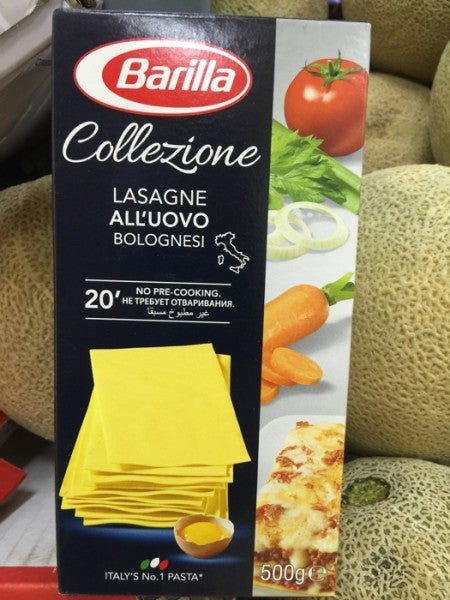 Barilla
Collezione
LASAGNE
ALL'UOVO
BOLOGNESI
20'
NO PRE-COOKING.
НЕ ТРЕБУЕТ ОТВАРИВАНИЯ.
غير مطبوخ مسبقا
ITALY'S No.1 PASTA*
500g℮